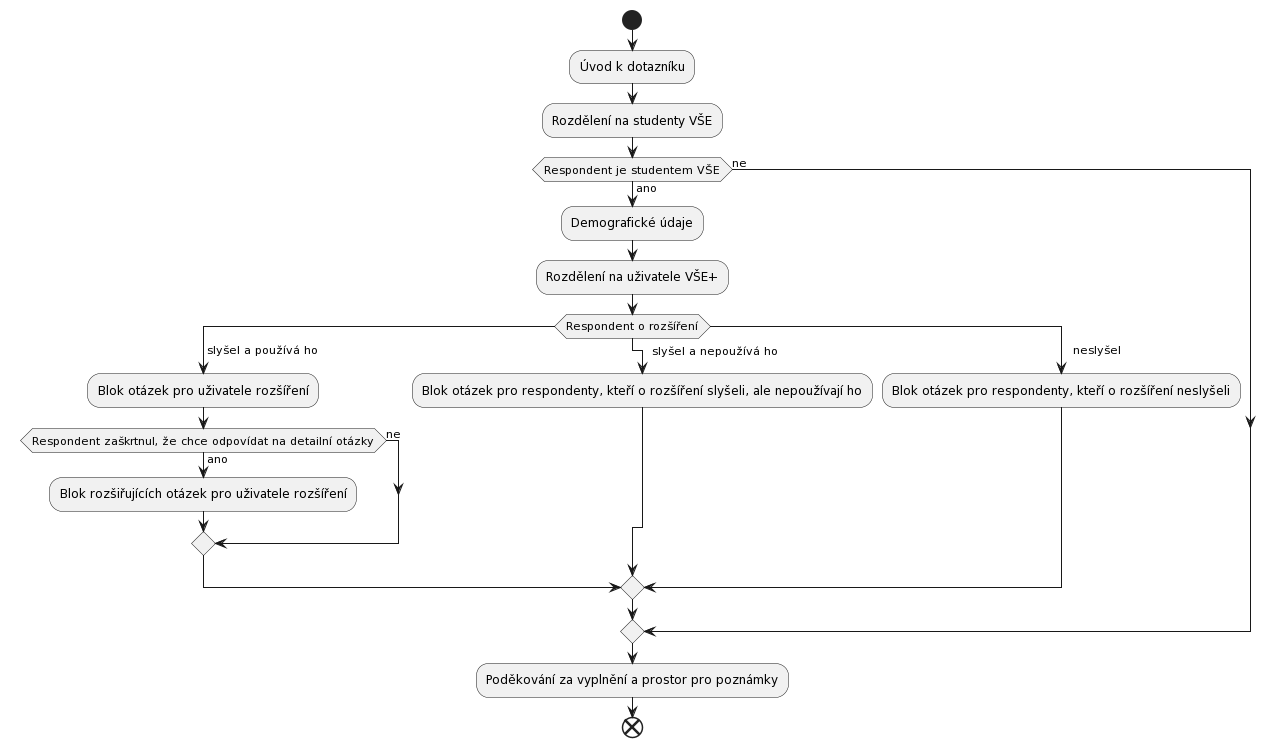 Úvod k dotazníku
Rozdělení na studenty VŠE
Respondent je studentem VŠE
ne
ano
Demografické údaje
Rozdělení na uživatele VŠE+
Respondent o rozšíření
slyšel a používá ho
slyšel a nepoužívá ho
neslyšel
Blok otázek pro uživatele rozšíření
Blok otázek pro respondenty, kteří o rozšíření slyšeli, ale nepoužívají ho
Blok otázek pro respondenty, kteří o rozšíření neslyšeli
Respondent zaškrtnul, že chce odpovídat na detailní otázky
ne
ano
Blok rozšiřujících otázek pro uživatele rozšíření
Poděkování za vyplnění a prostor pro poznámky